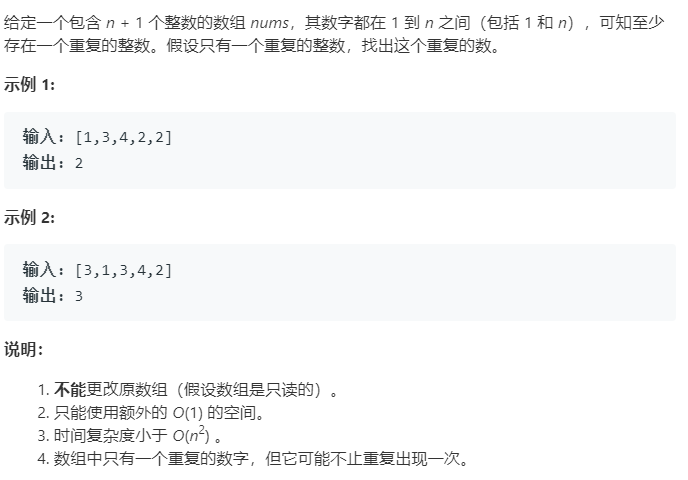 给定一个包含 n + 1 个整数的数组 nums，其数字都在 1 到 n 之间（包括 1 和 n），可知至少
存在一个重复的整数。假设只有一个重复的整数，找出这个重复的数。
示例 1:
输入: [1,3,4,2,2]
输出: 2
示例 2:
输入: [3,1,3,4,2]
输出: 3
说明：
1. 不能更改原数组（假设数组是只读的）。
2. 只能使用额外的 O(1) 的空间。
3. 时间复杂度小于 O(n²) 。
4. 数组中只有一个重复的数字，但它可能不止重复出现一次。